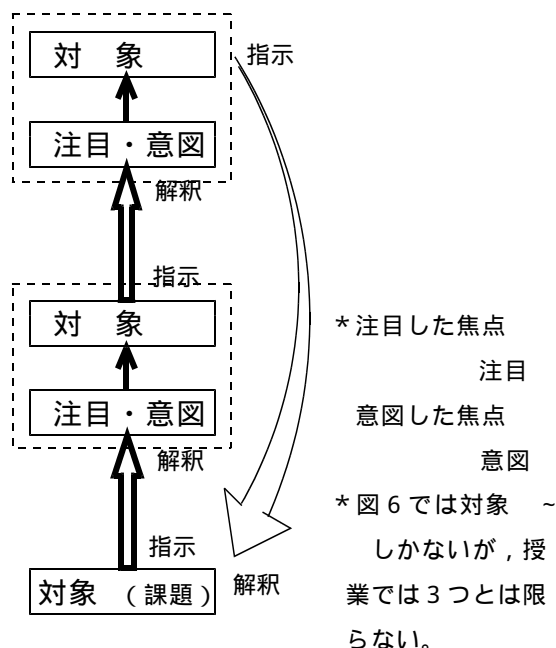 対　象
指示
注目・意図
解釈
指示
対　象
注目・意図
解釈
指示
対象 （課題）
解釈
*注目した焦点
注目
意図した焦点
意図
*図６では対象　~
しかないが，授
業では３つとは限
らない。